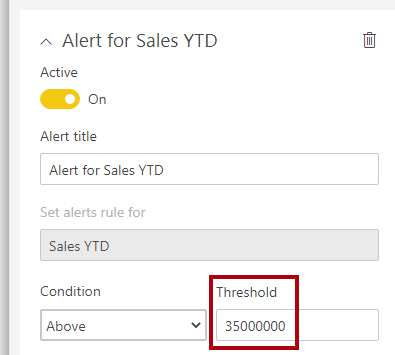 Alert for Sales YTD
Active
On
Alert title
Alert for Sales YTD
Set alerts rule for
Sales YTD
Condition Threshold
Above 35000000